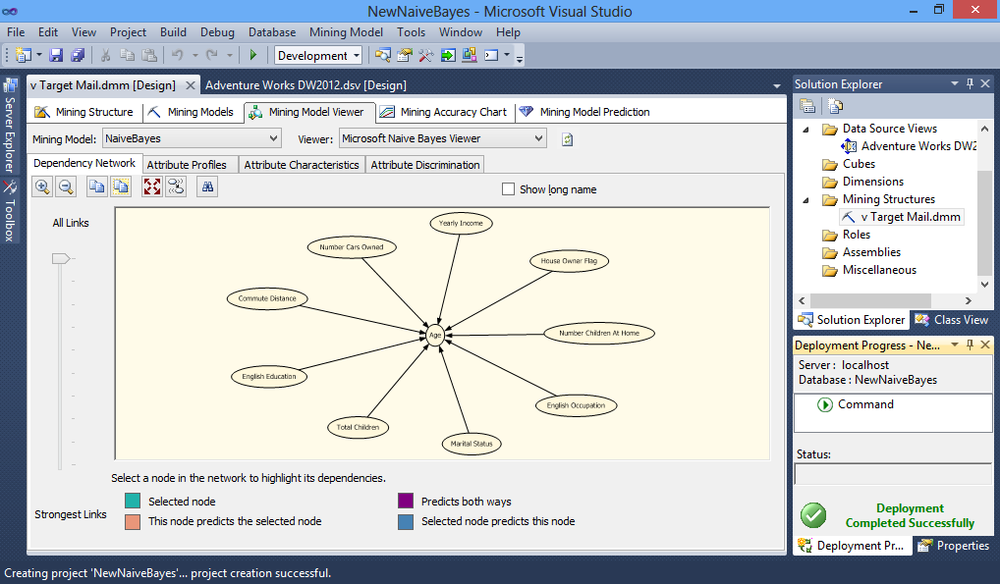 NewNaiveBayes - Microsoft Visual Studio
File Edit View Project Build Debug Database Mining Model Tools Window Help
Development
Server Explorer
Toolbox
v Target Mail.dmm [Design] Adventure Works DW2012.dsv [Design]
Mining Structure Mining Models Mining Model Viewer Mining Accuracy Chart Mining Model Prediction
Mining Model: NaiveBayes Viewer: Microsoft Naive Bayes Viewer
Dependency Network Attribute Profiles Attribute Characteristics Attribute Discrimination
Show long name
All Links
Yearly Income
Number Cars Owned
House Owner Flag
Commute Distance
Age
Number Children At Home
English Education
English Occupation
Total Children
Marital Status
Select a node in the network to highlight its dependencies.
Selected node Predicts both ways
Strongest Links
This node predicts the selected node Selected node predicts this node
Solution Explorer
Data Source Views
Adventure Works DW2
Cubes
Dimensions
Mining Structures
v Target Mail.dmm
Roles
Assemblies
Miscellaneous
Solution Explorer Class View
Deployment Progress - Ne...
Server : localhost
Database : NewNaiveBayes
Command
Status:
Deployment
Completed Successfully
Deployment Pr... Properties
Creating project 'NewNaiveBayes'... project creation successful.